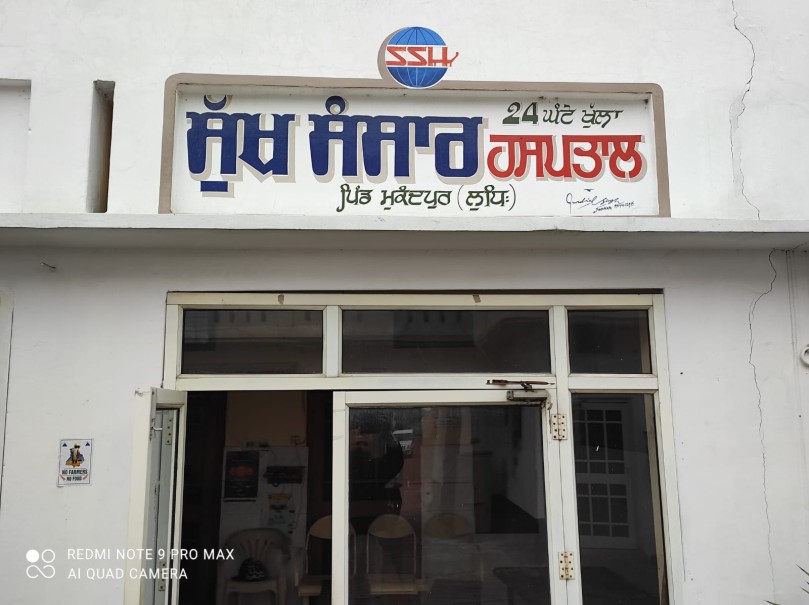 SSH
24 ਘੰਟੇ ਖੁੱਲਾ
ਸੁੱਖ ਸੰਸਾਰ ਹਸਪਤਾਲ
ਪਿੰਡ ਮੁਕੰਦਪੁਰ (ਲੁਧਿ:)
NO FARMERS
NO FOOD
REDMI NOTE 9 PRO MAX
AI QUAD CAMERA